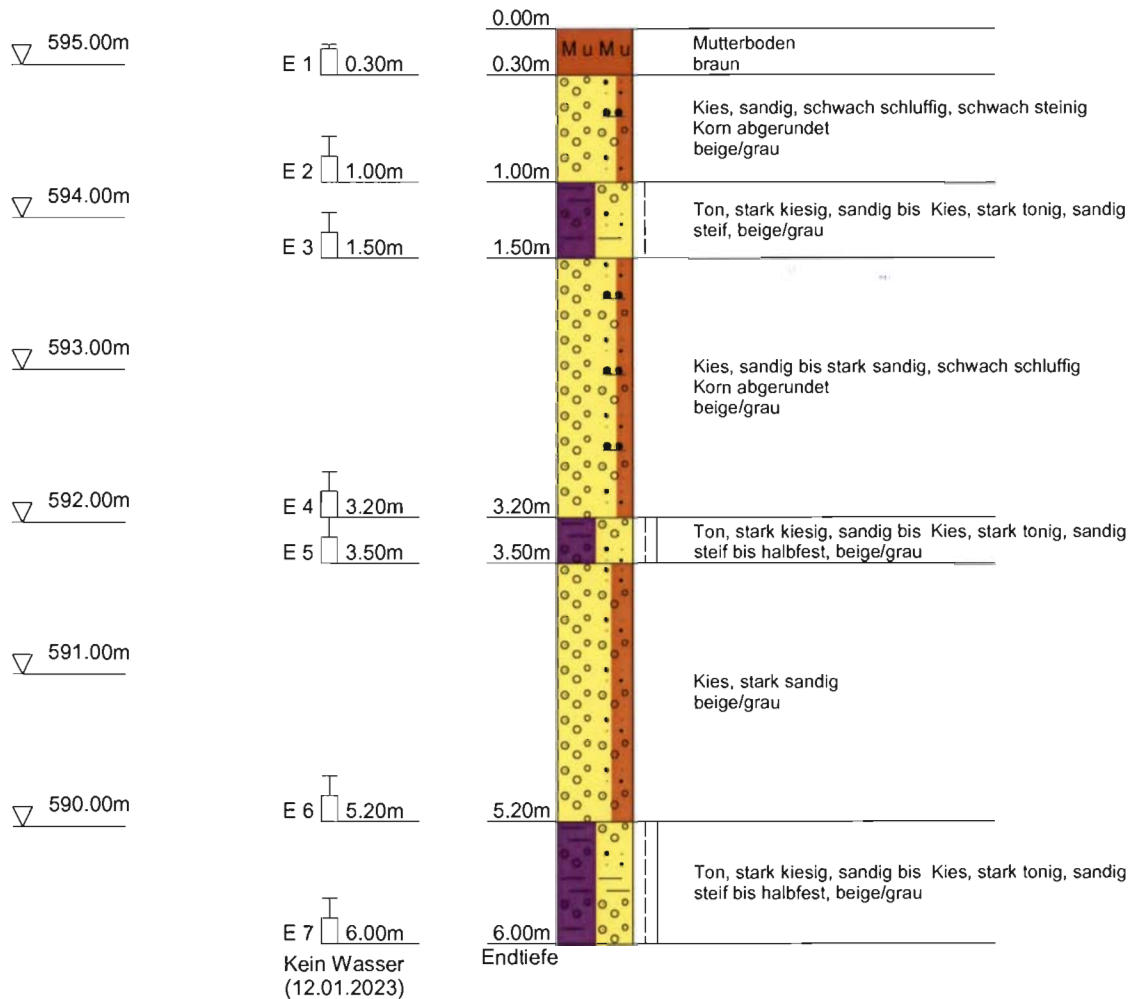 0.00m
595.00m
E 1 0.30m
0.30m
Mu Mu
Mutterboden
braun
Kies, sandig, schwach schluffig, schwach steinig
Korn abgerundet
beige/grau
E 2 1.00m
1.00m
594.00m
Ton, stark kiesig, sandig bis Kies, stark tonig, sandig
steif, beige/grau
E 3 1.50m
1.50m
593.00m
Kies, sandig bis stark sandig, schwach schluffig
Korn abgerundet
beige/grau
592.00m
E 4 3.20m
3.20m
Ton, stark kiesig, sandig bis Kies, stark tonig, sandig
steif bis halbfest, beige/grau
E 5 3.50m
3.50m
591.00m
Kies, stark sandig
beige/grau
590.00m
E 6 5.20m
5.20m
Ton, stark kiesig, sandig bis Kies, stark tonig, sandig
steif bis halbfest, beige/grau
E 7 6.00m
6.00m
Endtiefe
Kein Wasser
(12.01.2023)